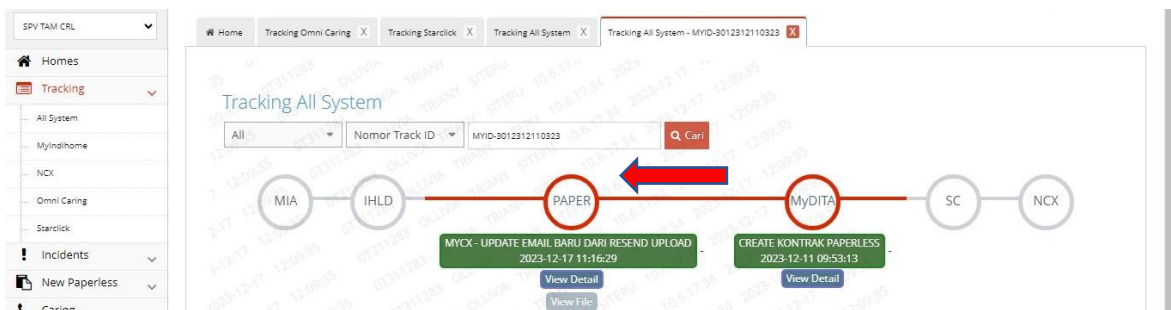 SPV TAM CRL
Home Tracking Omni Caring X Tracking Starclick X Tracking All System X Tracking All System - MYID-3012312110323 X
Homes
Tracking
All System
MyIndihome
NCX
Omni Caring
Starclick
Incidents
New Paperless
Caring
Tracking All System
All Nomor Track ID MYID-3012312110323 Cari
MIA IHLD PAPER MyDITA SC NCX
MYCX - UPDATE EMAIL BARU DARI RESEND UPLOAD
2023-12-17 11:16:29
View Detail
View File
-
CREATE KONTRAK PAPERLESS
2023-12-11 09:53:13
View Detail
-